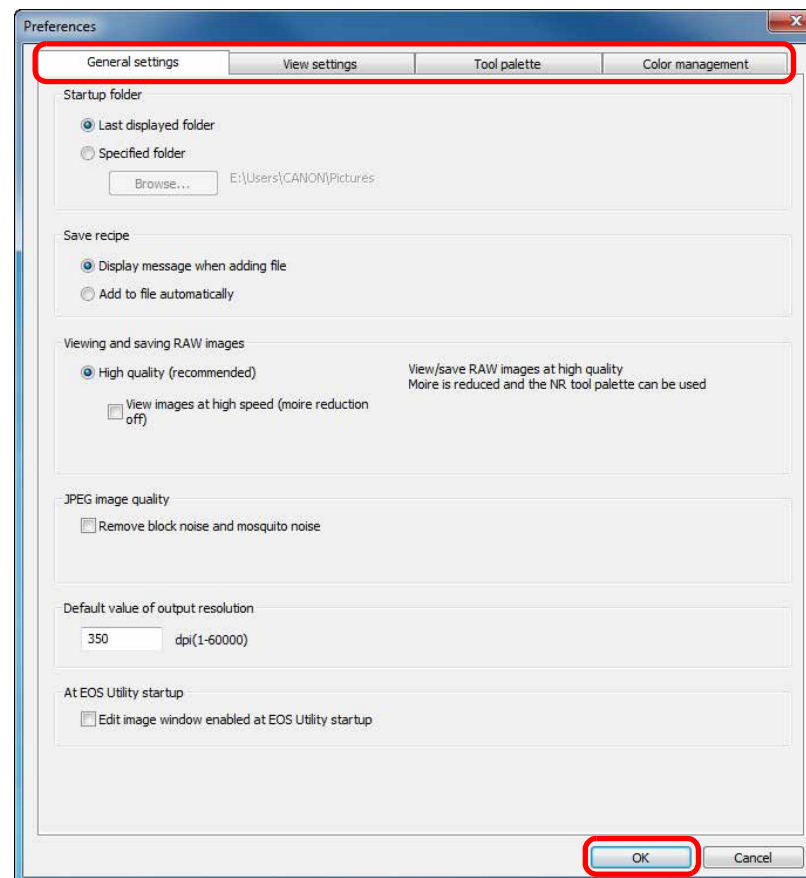 Preferences
General settings View settings Tool palette Color management
Startup folder
Last displayed folder
Specified folder
Browse... E:\Users\CANON\Pictures
Save recipe
Display message when adding file
Add to file automatically
Viewing and saving RAW images
High quality (recommended)
View/save RAW images at high quality
Moire is reduced and the NR tool palette can be used
View images at high speed (moire reduction
off)
JPEG image quality
Remove block noise and mosquito noise
Default value of output resolution
350 dpi(1-60000)
At EOS Utility startup
Edit image window enabled at EOS Utility startup
OK Cancel